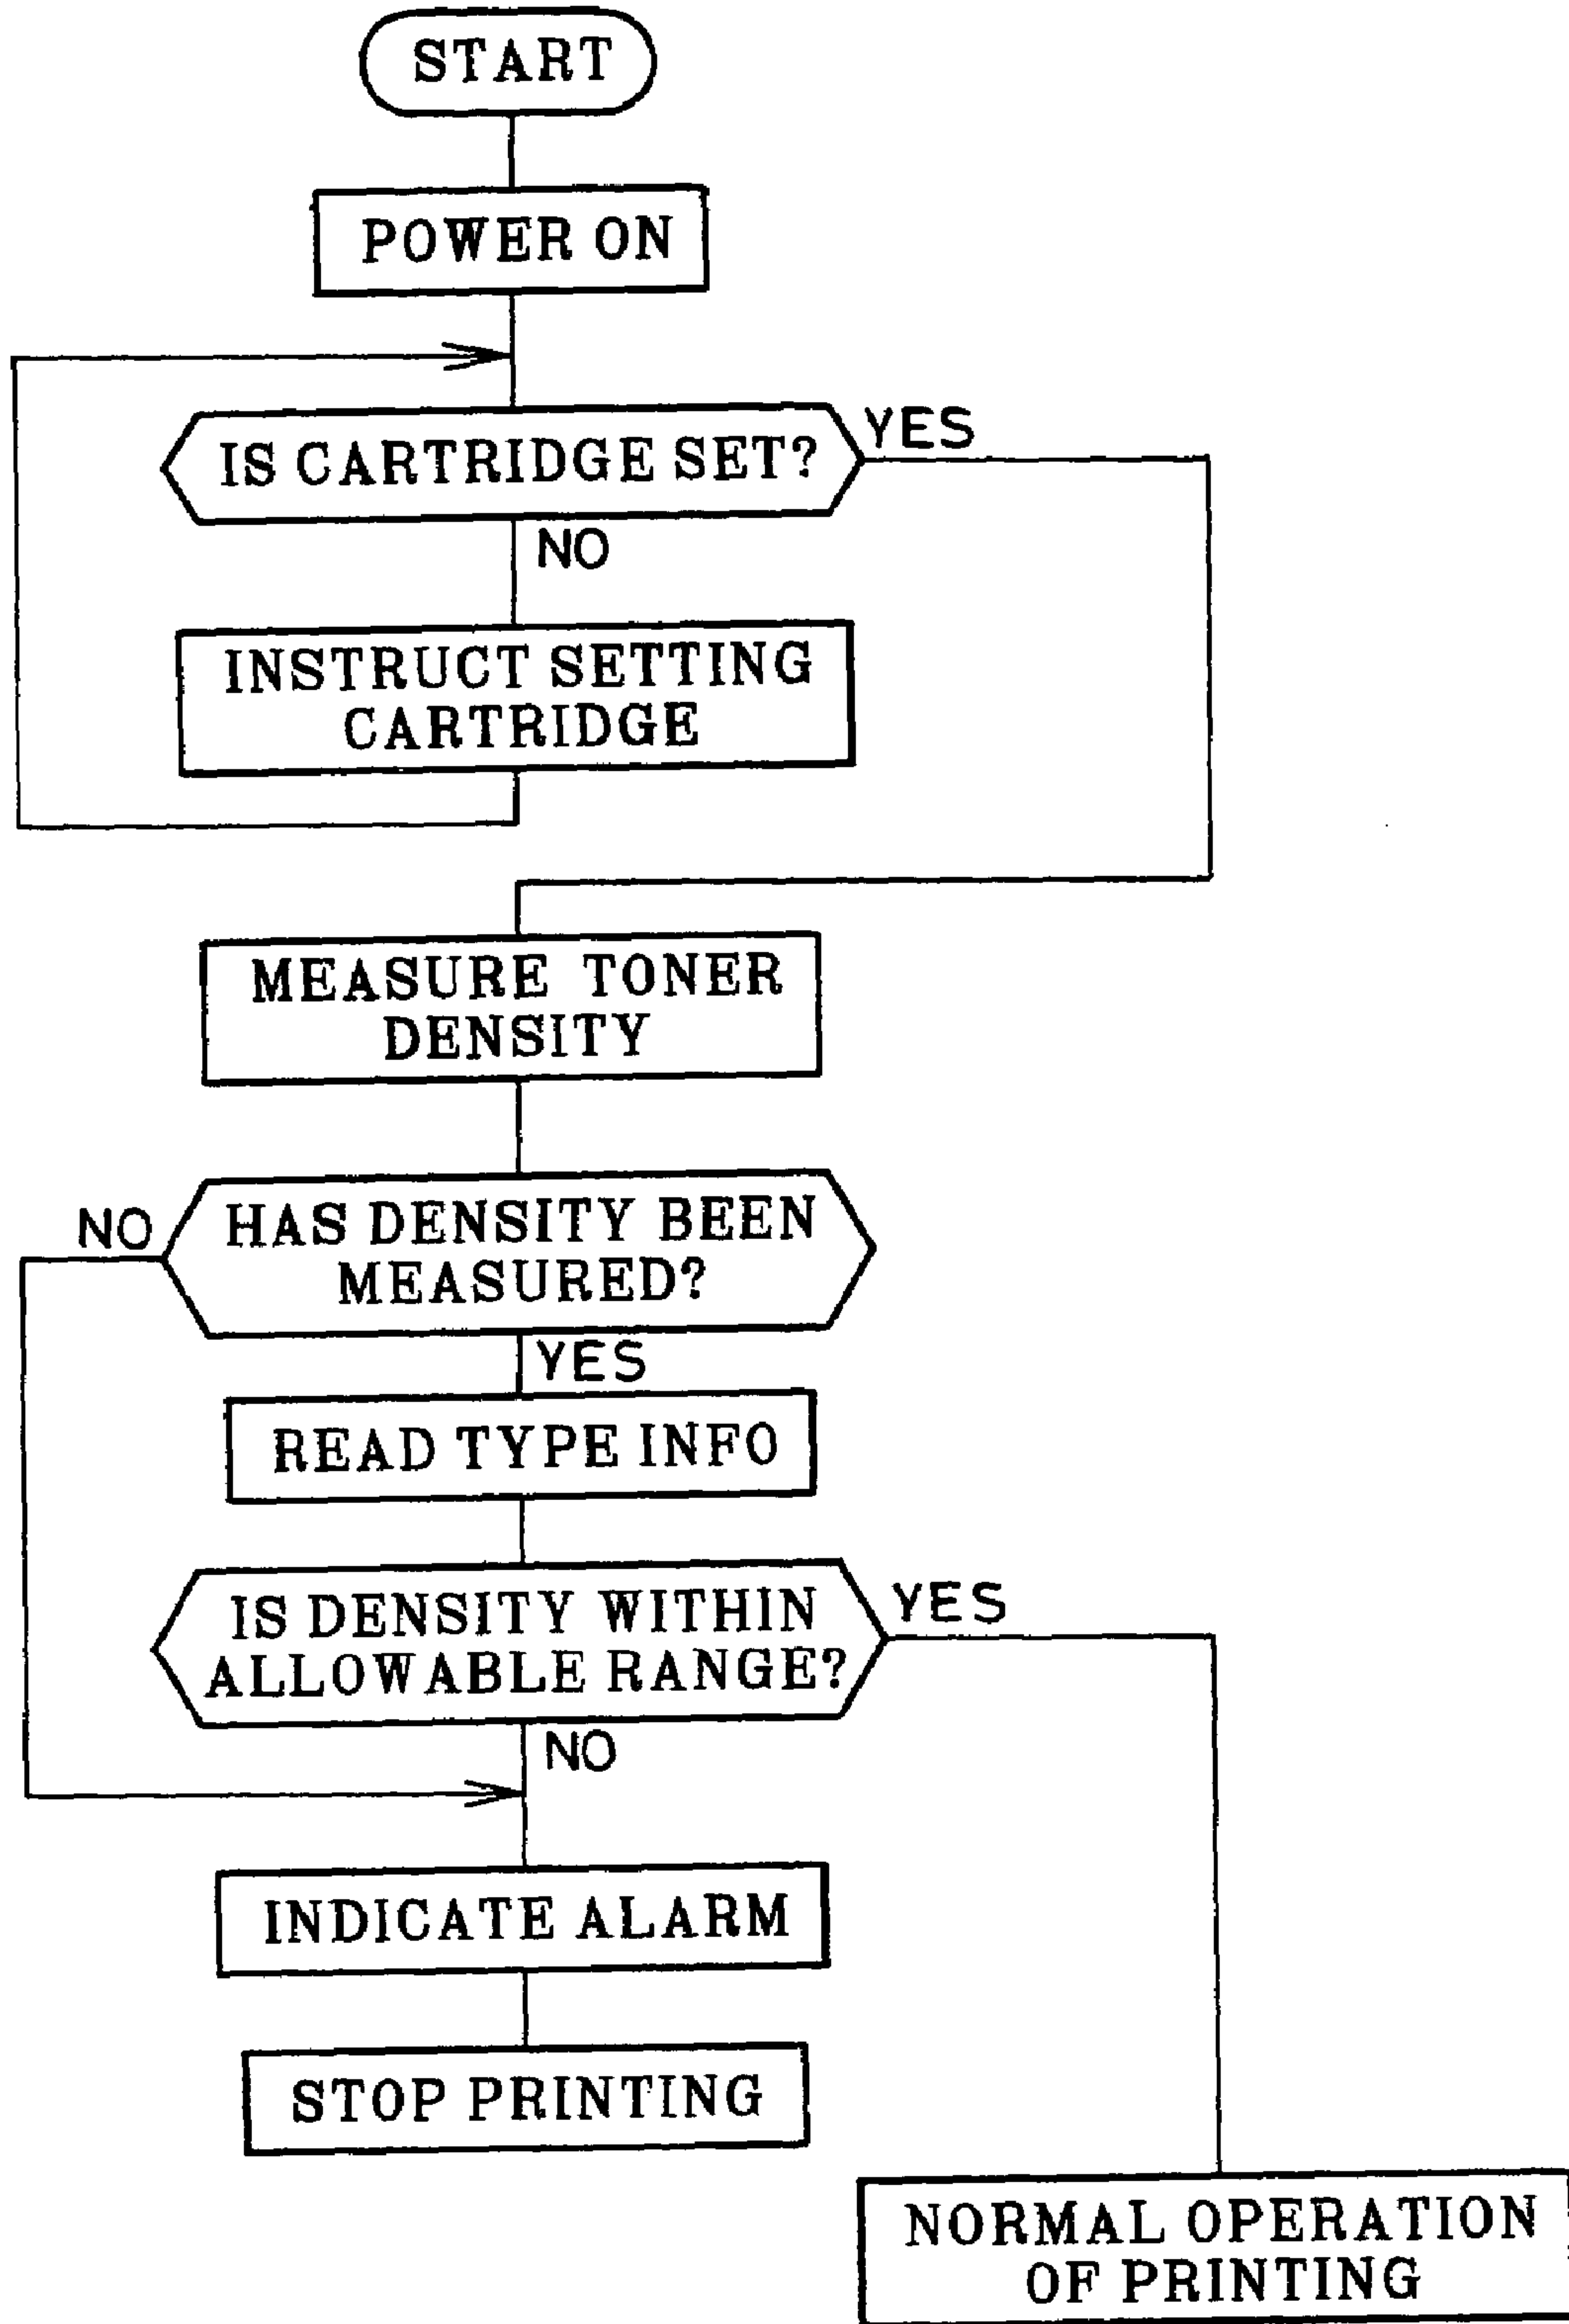 START
POWER ON
IS CARTRIDGE SET?
YES
NO
INSTRUCT SETTING
CARTRIDGE
MEASURE TONER
DENSITY
HAS DENSITY BEEN
MEASURED?
NO
YES
READ TYPE INFO
IS DENSITY WITHIN
ALLOWABLE RANGE?
YES
NO
INDICATE ALARM
STOP PRINTING
NORMAL OPERATION
OF PRINTING